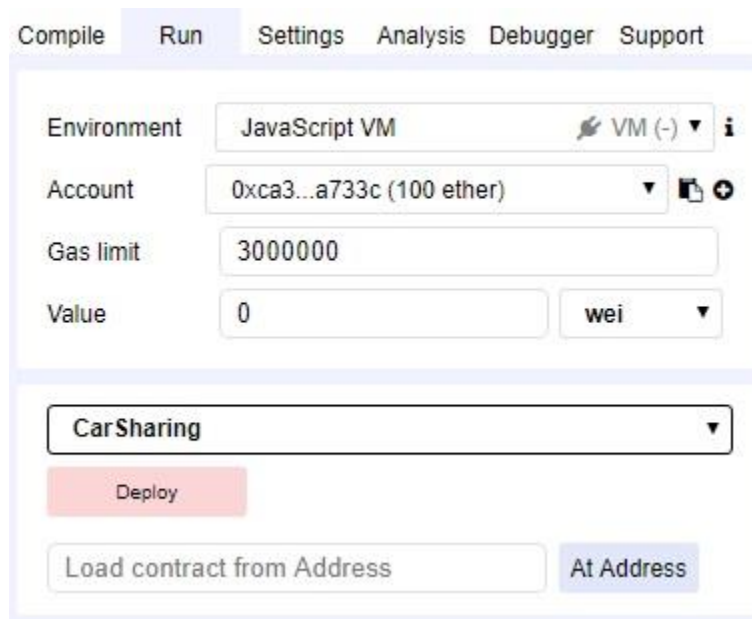 Compile Run Settings Analysis Debugger Support
Environment JavaScript VM VM (-) i
Account 0xca3...a733c (100 ether)
Gas limit 3000000
Value 0 wei
CarSharing
Deploy
Load contract from Address At Address